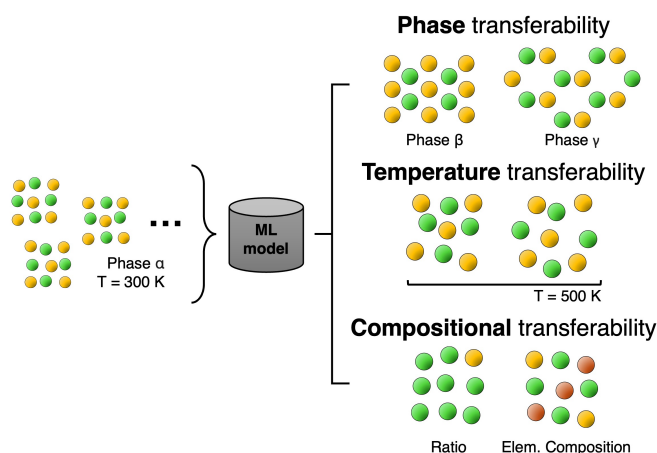 Phase transferability
Phase β
Phase γ
Temperature transferability
ML
model
...
Phase α
T = 300 K
T = 500 K
Compositional transferability
Ratio
Elem. Composition